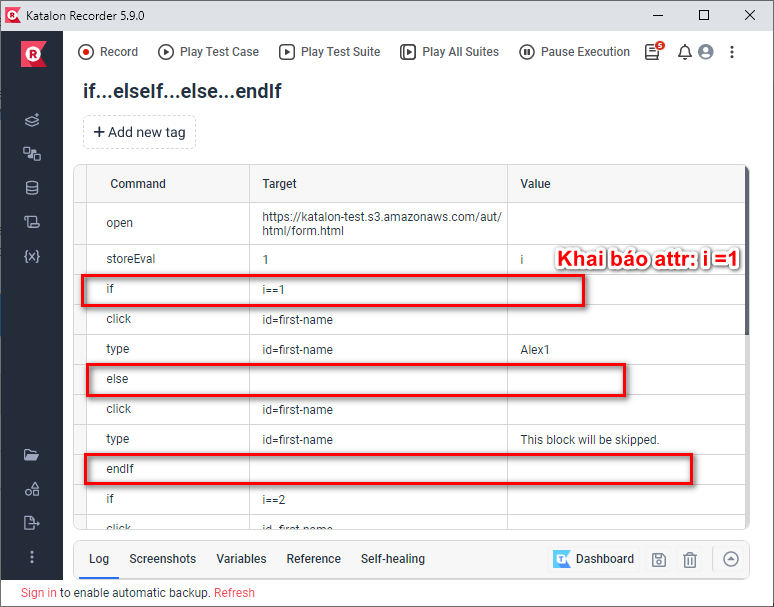 Katalon Recorder 5.9.0
Record Play Test Case Play Test Suite Play All Suites Pause Execution 5
if...elseIf...else...endIf
+ Add new tag
Command Target Value
open https://katalon-test.s3.amazonaws.com/aut/
html/form.html
storeEval 1 i Khai báo attr: i =1
if i==1
click id=first-name
type id=first-name Alex1
else
click id=first-name
type id=first-name This block will be skipped.
endIf
if i==2
click id=first-name
Log Screenshots Variables Reference Self-healing Dashboard
Sign in to enable automatic backup. Refresh